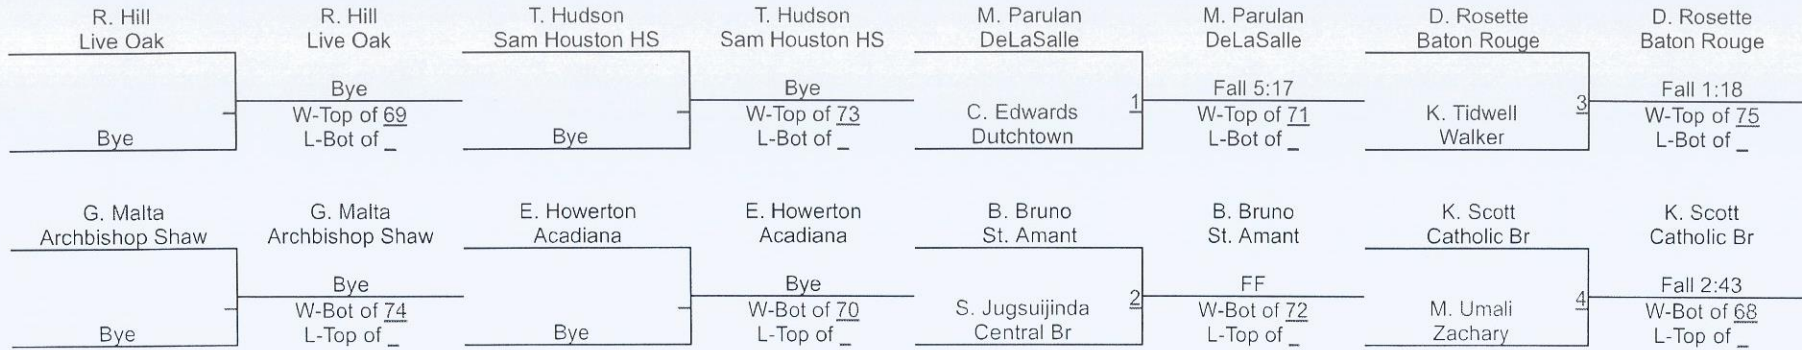 R. Hill
Live Oak
Bye
R. Hill
Live Oak
Bye
W-Top of 69
L-Bot of _
T. Hudson
Sam Houston HS
Bye
T. Hudson
Sam Houston HS
Bye
W-Top of 73
L-Bot of _
M. Parulan
DeLaSalle
C. Edwards
Dutchtown
1
M. Parulan
DeLaSalle
Fall 5:17
W-Top of 71
L-Bot of _
D. Rosette
Baton Rouge
K. Tidwell
Walker
3
D. Rosette
Baton Rouge
Fall 1:18
W-Top of 75
L-Bot of _
G. Malta
Archbishop Shaw
Bye
G. Malta
Archbishop Shaw
Bye
W-Bot of 74
L-Top of _
E. Howerton
Acadiana
Bye
E. Howerton
Acadiana
Bye
W-Bot of 70
L-Top of _
B. Bruno
St. Amant
S. Jugsuijinda
Central Br
2
B. Bruno
St. Amant
FF
W-Bot of 72
L-Top of _
K. Scott
Catholic Br
M. Umali
Zachary
4
K. Scott
Catholic Br
Fall 2:43
W-Bot of 68
L-Top of _